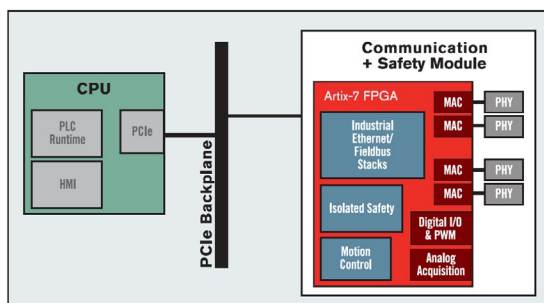 CPU
PLC
Runtime
PCIe
HMI
PCIe Backplane
Communication
+ Safety Module
Artix-7 FPGA
Industrial
Ethernet/
Fieldbus
Stacks
Isolated Safety
Motion
Control
MAC
PHY
MAC
PHY
MAC
PHY
MAC
PHY
Digital I/O
& PWM
Analog
Acquisition